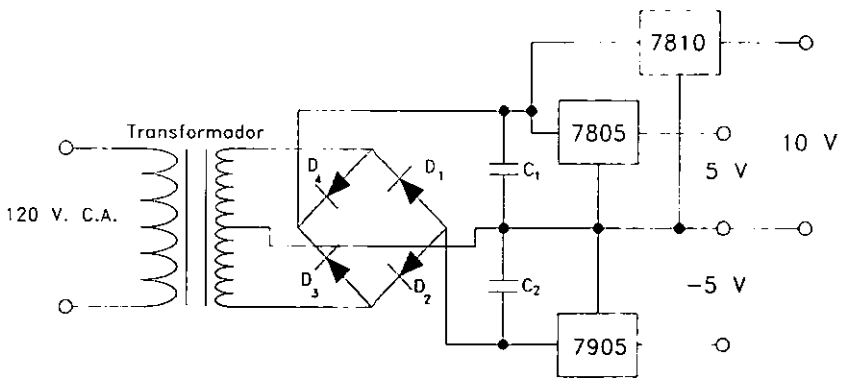 7810
Transformador
7805
10 V
D₄
D₁
C₁
5 V
120 V. C.A.
D₃
D₂
C₂
-5 V
7905